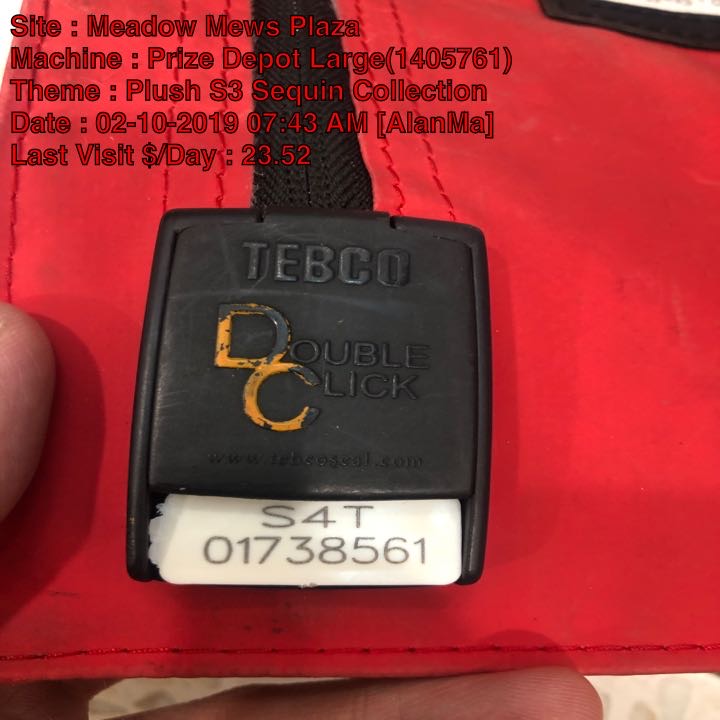 Site : Meadow Mews Plaza
Machine : Prize Depot Large(1405761)
Theme : Plush S3 Sequin Collection
Date : 02-10-2019 07:43 AM [AlanMa]
Last Visit $/Day : 23.52
TEBCO
DOUBLE
CLICK
www.tebcoseal.com
S4T
01738561